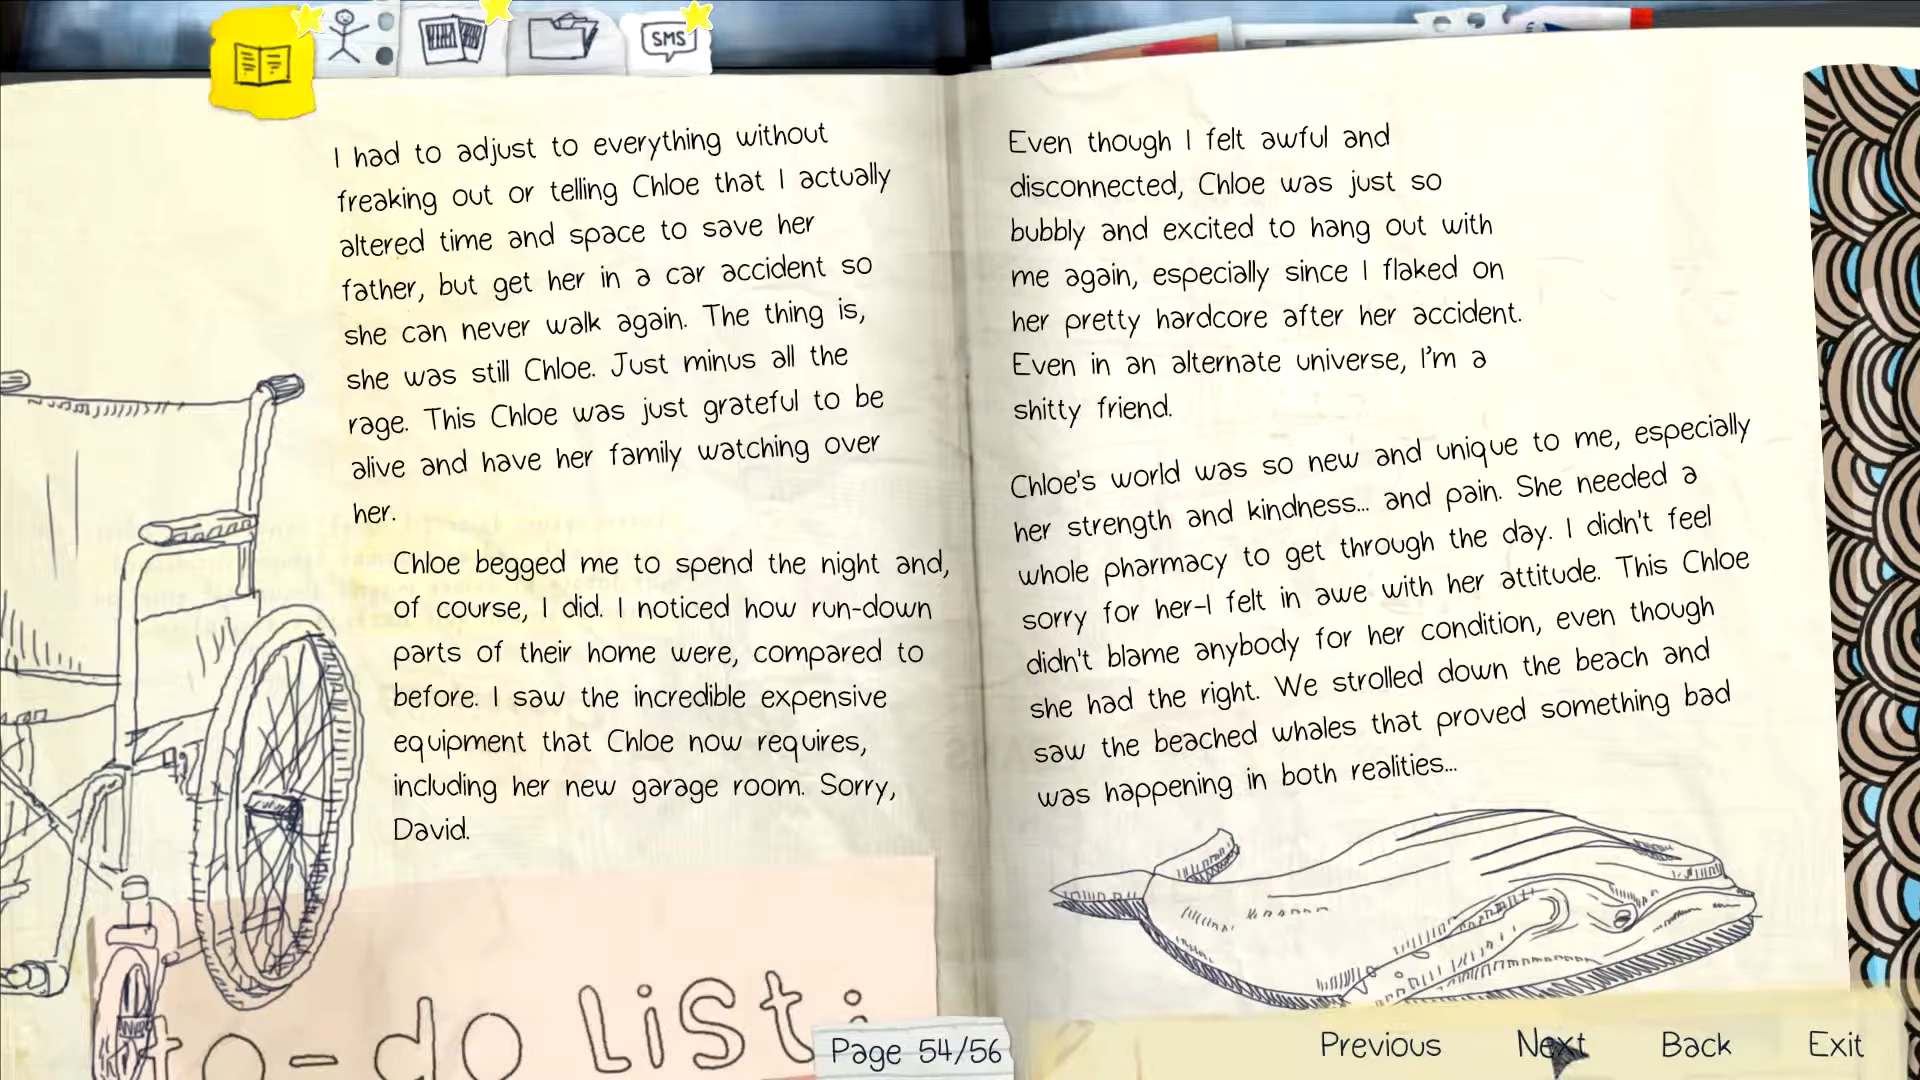 SMS
I had to adjust to everything without
freaking out or telling Chloe that I actually
altered time and space to save her
father, but get her in a car accident so
she can never walk again. The thing is,
she was still Chloe. Just minus all the
rage. This Chloe was just grateful to be
alive and have her family watching over
her.
Chloe begged me to spend the night and,
of course, I did. I noticed how run-down
parts of their home were, compared to
before. I saw the incredible expensive
equipment that Chloe now requires,
including her new garage room. Sorry,
David.
to-do LiST:
Even though I felt awful and
disconnected, Chloe was just so
bubbly and excited to hang out with
me again, especially since I flaked on
her pretty hardcore after her accident.
Even in an alternate universe, I'm a
shitty friend.
Chloe's world was so new and unique to me, especially
her strength and kindness... and pain. She needed a
whole pharmacy to get through the day. I didn't feel
sorry for her-I felt in awe with her attitude. This Chloe
didn't blame anybody for her condition, even though
she had the right. We strolled down the beach and
saw the beached whales that proved something bad
was happening in both realities...
Page 54/56
Previous Next Back Exit